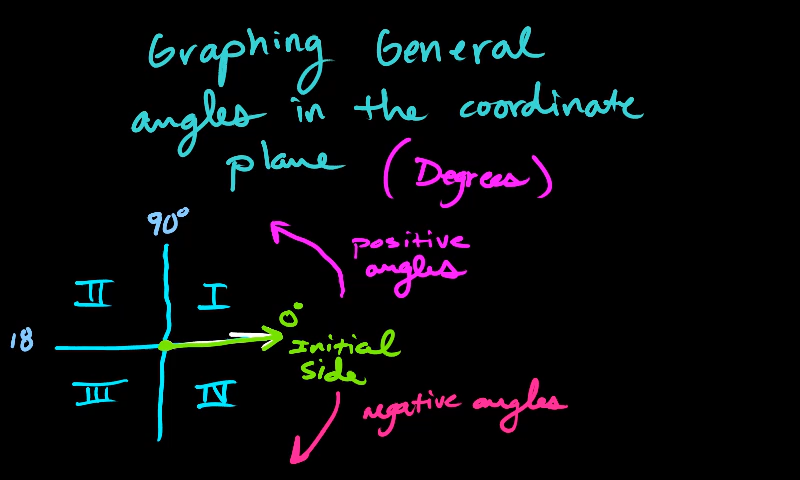 Graphing General
angles in the coordinate
plane (Degrees)
90°
positive
angles
II
I
0°
18
Initial
side
III
IV
negative angles